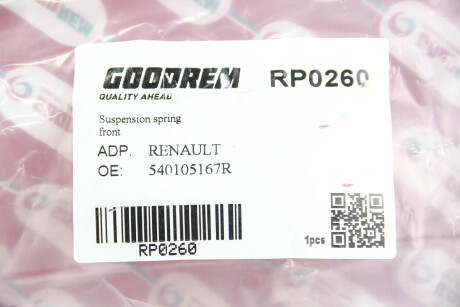 GOODREM
QUALITY AHEAD
RP0260
Suspension spring
front
ADP. RENAULT
OE: 540105167R
RP0260
1pcs